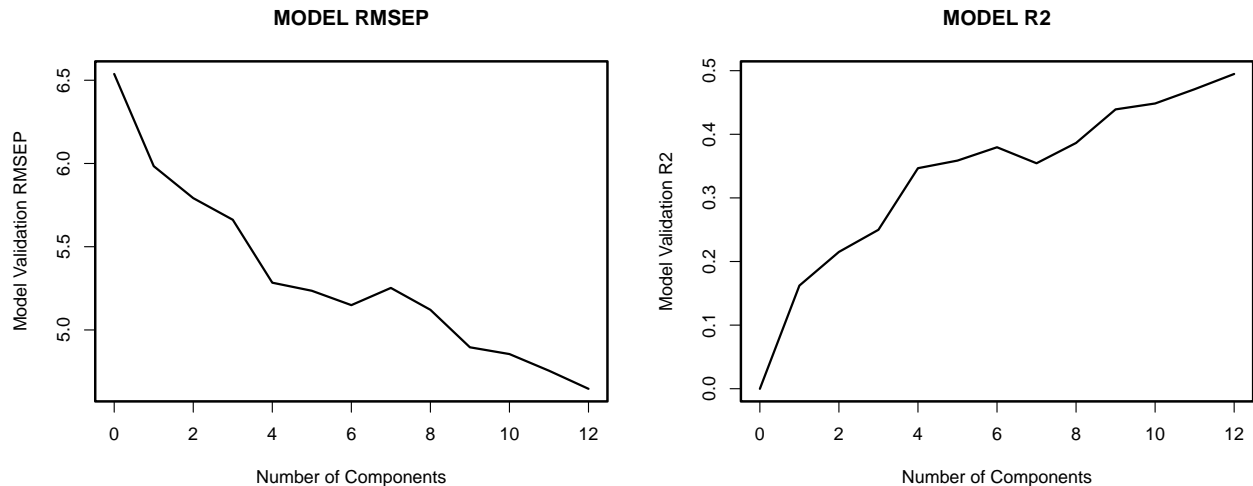 MODEL RMSEP
Model Validation RMSEP
6.5
6.0
5.5
5.0
0 2 4 6 8 10 12
Number of Components
MODEL R2
Model Validation R2
0.5
0.4
0.3
0.2
0.1
0.0
0 2 4 6 8 10 12
Number of Components